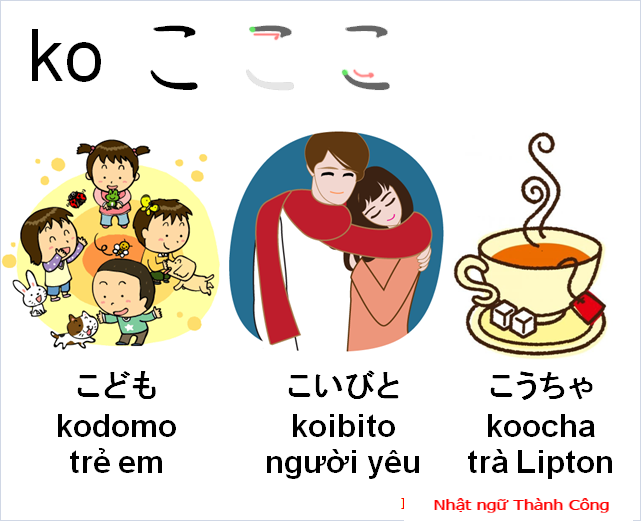 ko こ こ こ
こども こいびと こうちゃ
kodomo koibito koocha
trẻ em người yêu trà Lipton
Nhật ngữ Thành Công